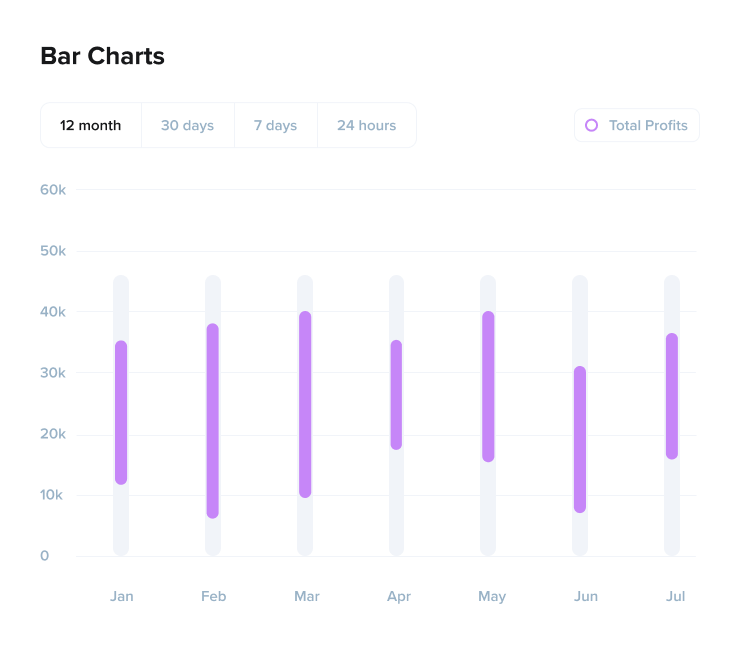 Bar Charts
12 month 30 days 7 days 24 hours Total Profits
60k
50k
40k
30k
20k
10k
0
Jan Feb Mar Apr May Jun Jul